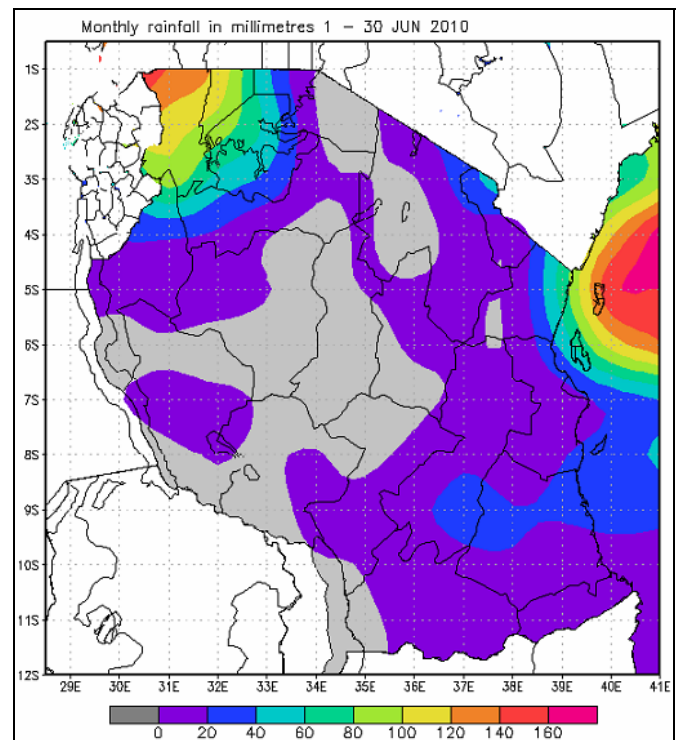 Monthly rainfall in millimetres 1 – 30 JUN 2010
1S
2S
3S
4S
5S
6S
7S
8S
9S
10S
11S
12S
29E 30E 31E 32E 33E 34E 35E 36E 37E 38E 39E 40E 41E
0 20 40 60 80 100 120 140 160